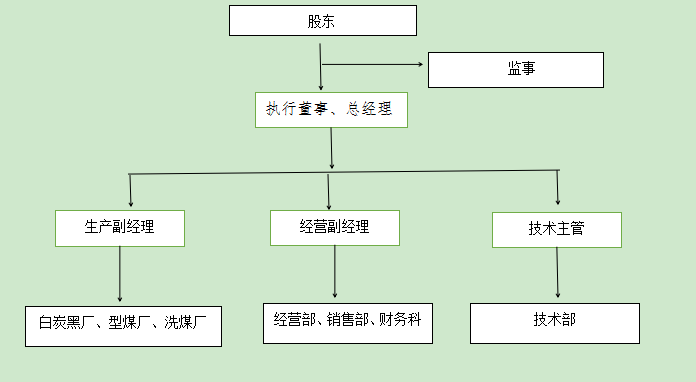 股东
监事
执行董事、总经理
生产副经理
经营副经理
技术主管
白炭黑厂、型煤厂、洗煤厂
经营部、销售部、财务科
技术部